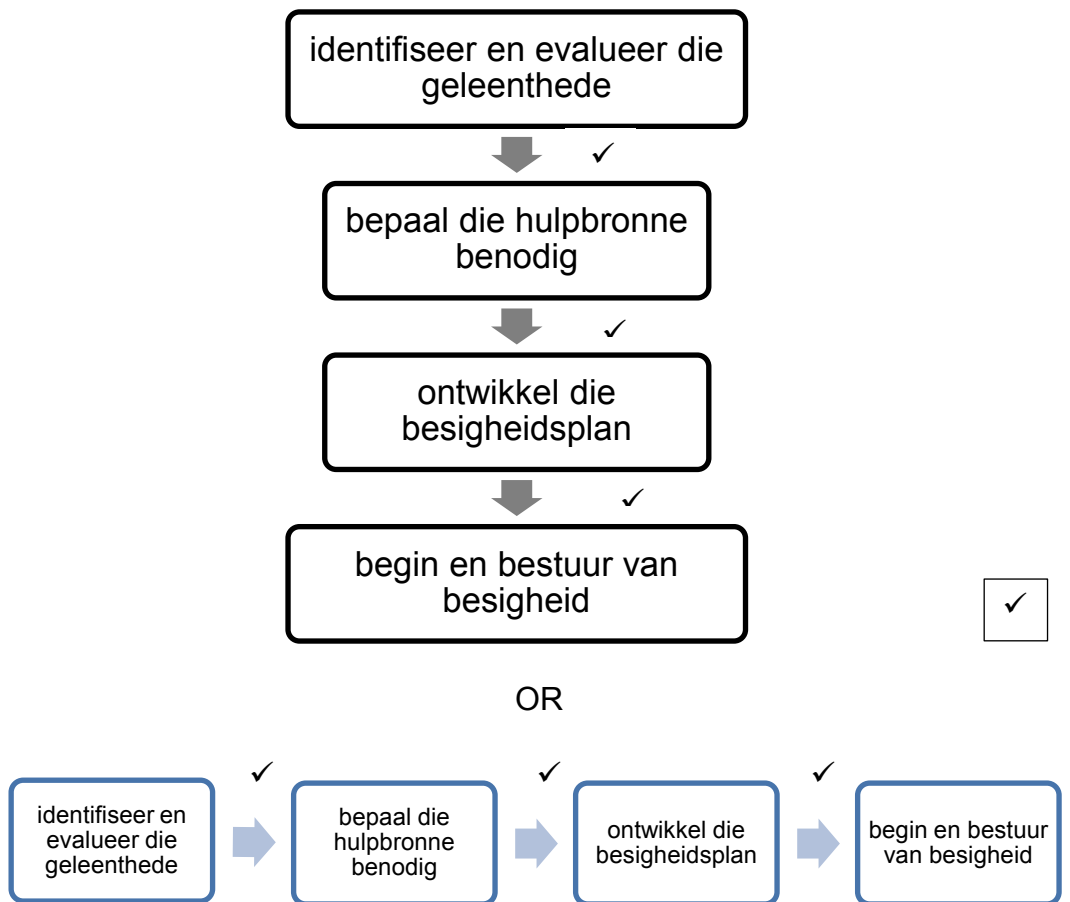 identifiseer en evalueer die
geleenthede
✓
bepaal die hulpbronne
benodig
✓
ontwikkel die
besigheidsplan
✓
begin en bestuur van
besigheid
✓
OR
✓
✓
✓
identifiseer en
evalueer die
geleenthede
bepaal die
hulpbronne
benodig
ontwikkel die
besigheidsplan
begin en bestuur
van besigheid